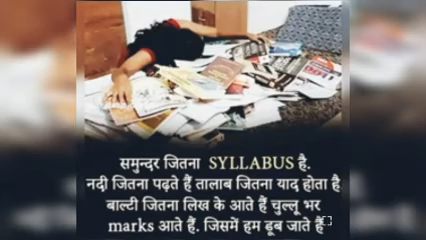 समुन्दर जितना SYLLABUS है.
नदी जितना पढ़ते हैं तालाब जितना याद होता है
बाल्टी जितना लिख के आते हैं चुल्लू भर
marks आते हैं. जिसमें हम डूब जाते हैं